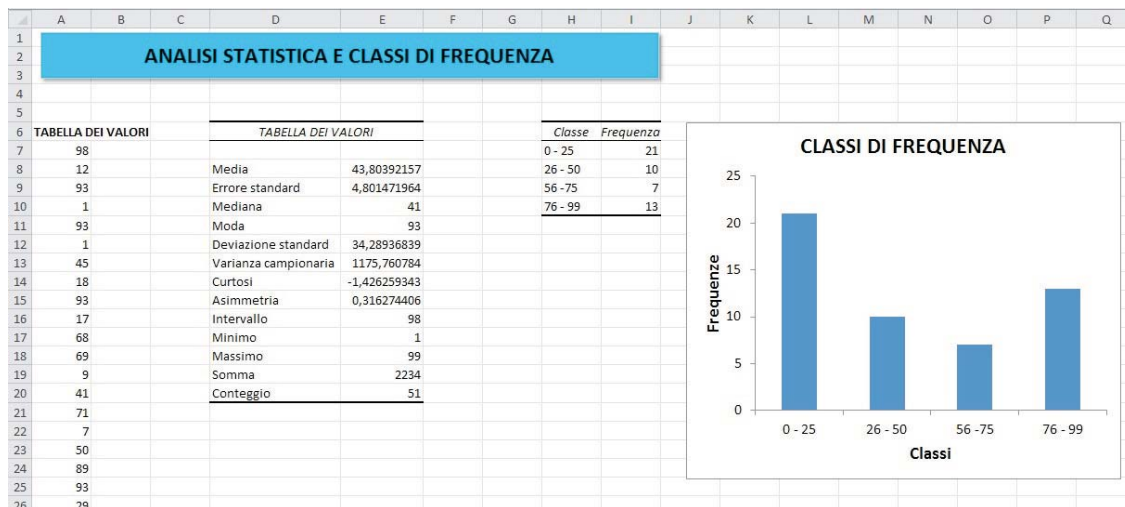 A B C D E F G H I J K L M N O P Q
1
2 ANALISI STATISTICA E CLASSI DI FREQUENZA
3
4
5
6 TABELLA DEI VALORI TABELLA DEI VALORI Classe Frequenza
7 98 0 - 25 21
8 12 Media 43,80392157 26 - 50 10
9 93 Errore standard 4,801471964 56 -75 7
10 1 Mediana 41 76 - 99 13
11 93 Moda 93
12 1 Deviazione standard 34,28936839
13 45 Varianza campionaria 1175,760784
14 18 Curtosi -1,426259343
15 93 Asimmetria 0,316274406
16 17 Intervallo 98
17 68 Minimo 1
18 69 Massimo 99
19 9 Somma 2234
20 41 Conteggio 51
21 71
22 7
23 50
24 89
25 93
26 29
CLASSI DI FREQUENZA
Frequenze
25
20
15
10
5
0
0 - 25 26 - 50 56 -75 76 - 99
Classi